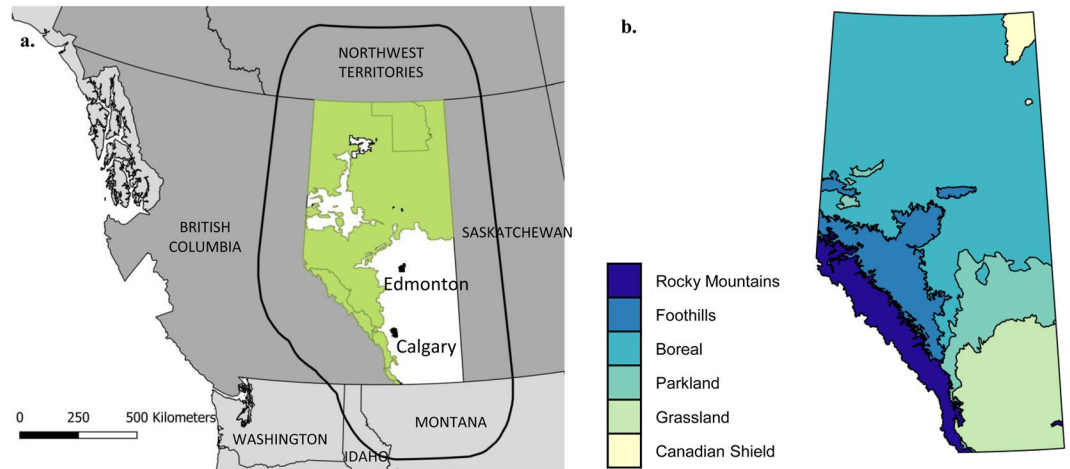 a.
NORTHWEST
TERRITORIES
BRITISH
COLUMBIA
SASKATCHEWAN
Edmonton
Calgary
0 250 500 Kilometers
WASHINGTON
IDAHO
MONTANA
b.
Rocky Mountains
Foothills
Boreal
Parkland
Grassland
Canadian Shield